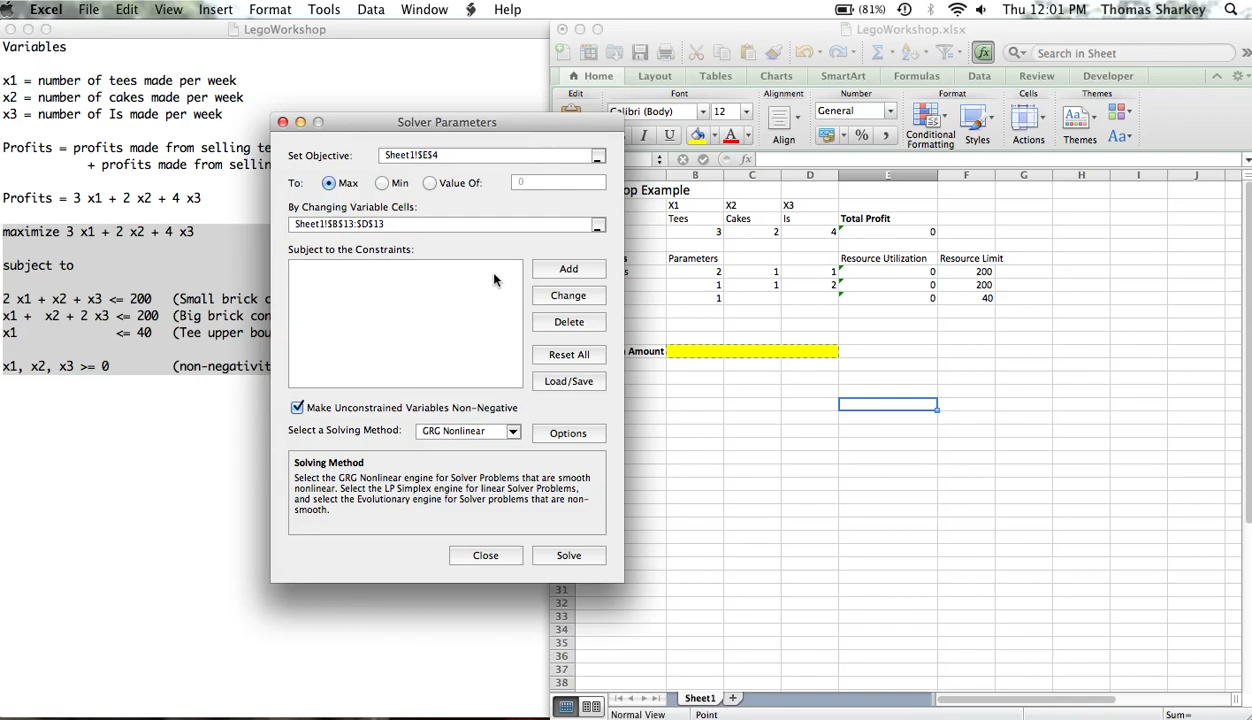 Excel File Edit View Insert Format Tools Data Window Help (81%) Thu 12:01 PM Thomas Sharkey
LegoWorkshop
Variables
x1 = number of tees made per week
x2 = number of cakes made per week
x3 = number of Is made per week
Profits = profits made from selling te
+ profits made from sellin
Profits = 3 x1 + 2 x2 + 4 x3
maximize 3 x1 + 2 x2 + 4 x3
subject to
2 x1 + x2 + x3 <= 200 (Small brick c
x1 + x2 + 2 x3 <= 200 (Big brick con
x1 <= 40 (Tee upper bou
x1, x2, x3 >= 0 (non-negativit
Solver Parameters
Set Objective: Sheet1!$E$4
To: Max Min Value Of: 0
By Changing Variable Cells:
Sheet1!$B$13:$D$13
Subject to the Constraints:
Add
Change
Delete
Reset All
Load/Save
Make Unconstrained Variables Non-Negative
Select a Solving Method: GRG Nonlinear Options
Solving Method
Select the GRG Nonlinear engine for Solver Problems that are smooth
nonlinear. Select the LP Simplex engine for linear Solver Problems,
and select the Evolutionary engine for Solver problems that are non-
smooth.
Close Solve
LegoWorkshop.xlsx
Search in Sheet
Home Layout Tables Charts SmartArt Formulas Data Review Developer
Edit Font Alignment Number Format Cells Themes
Calibri (Body) 12 General
I U A Align % , Conditional Formatting Styles Actions Themes Aa
fx
B C D E F G H I J
op Example
X1 X2 X3
Tees Cakes Is Total Profit
3 2 4 0
s Parameters Resource Utilization Resource Limit
s 2 1 1 0 200
1 1 2 0 200
1 0 40
n Amount
31
32
33
34
35
36
37
38
Sheet1
Normal View Point Sum=